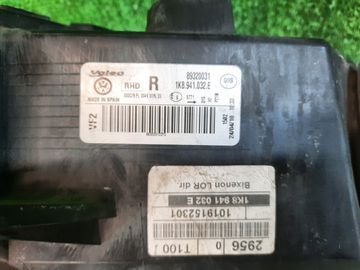 Valeo
RHD
R
89320031
1K8.941.032.E
MADE IN SPAIN
VF2
Bixenon LOR dir
1K8 941 032 E
1019152301
2956
0
T100